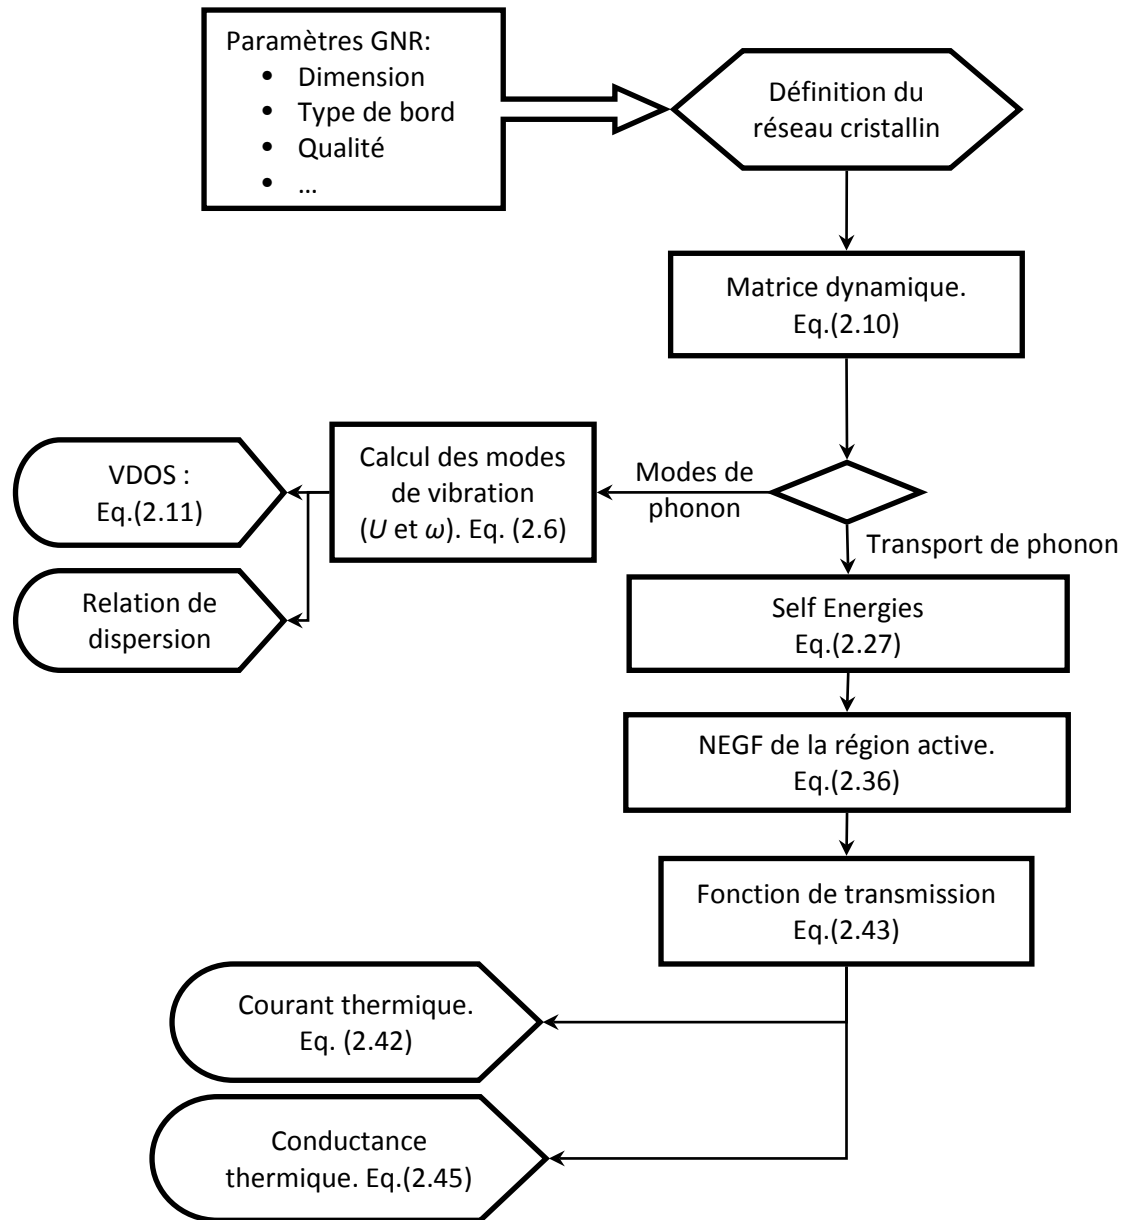 Paramètres GNR:
• Dimension
• Type de bord
• Qualité
• ...
Définition du
réseau cristallin
Matrice dynamique.
Eq.(2.10)
Modes de
phonon
Transport de phonon
Calcul des modes
de vibration
(U et ω). Eq. (2.6)
VDOS :
Eq.(2.11)
Relation de
dispersion
Self Energies
Eq.(2.27)
NEGF de la région active.
Eq.(2.36)
Fonction de transmission
Eq.(2.43)
Courant thermique.
Eq. (2.42)
Conductance
thermique. Eq.(2.45)